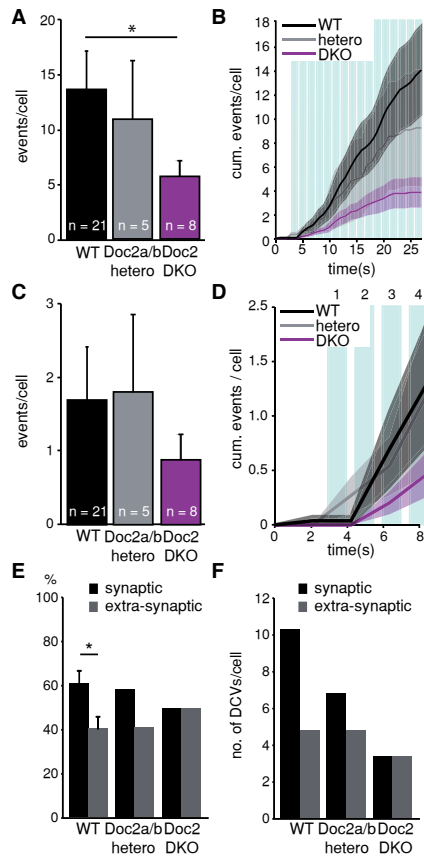 A
*
events/cell
20
15
10
5
0
n = 21
n = 5
n = 8
WT
Doc2a/b hetero
Doc2 DKO
B
WT
hetero
DKO
cum. events/cell
18
16
14
12
10
8
6
4
2
0
0 5 10 15 20 25
time(s)
C
events/cell
3
2
1
0
n = 21
n = 5
n = 8
WT
Doc2a/b hetero
Doc2 DKO
D
1 2 3 4
WT
hetero
DKO
cum. events / cell
2.5
2.0
1.5
1.0
0.5
0
0 2 4 6 8
time(s)
E
%
synaptic
extra-synaptic
*
100
80
60
40
20
0
WT
Doc2a/b hetero
Doc2 DKO
F
synaptic
extra-synaptic
no. of DCVs/cell
12
10
8
6
4
2
0
WT
Doc2a/b hetero
Doc2 DKO